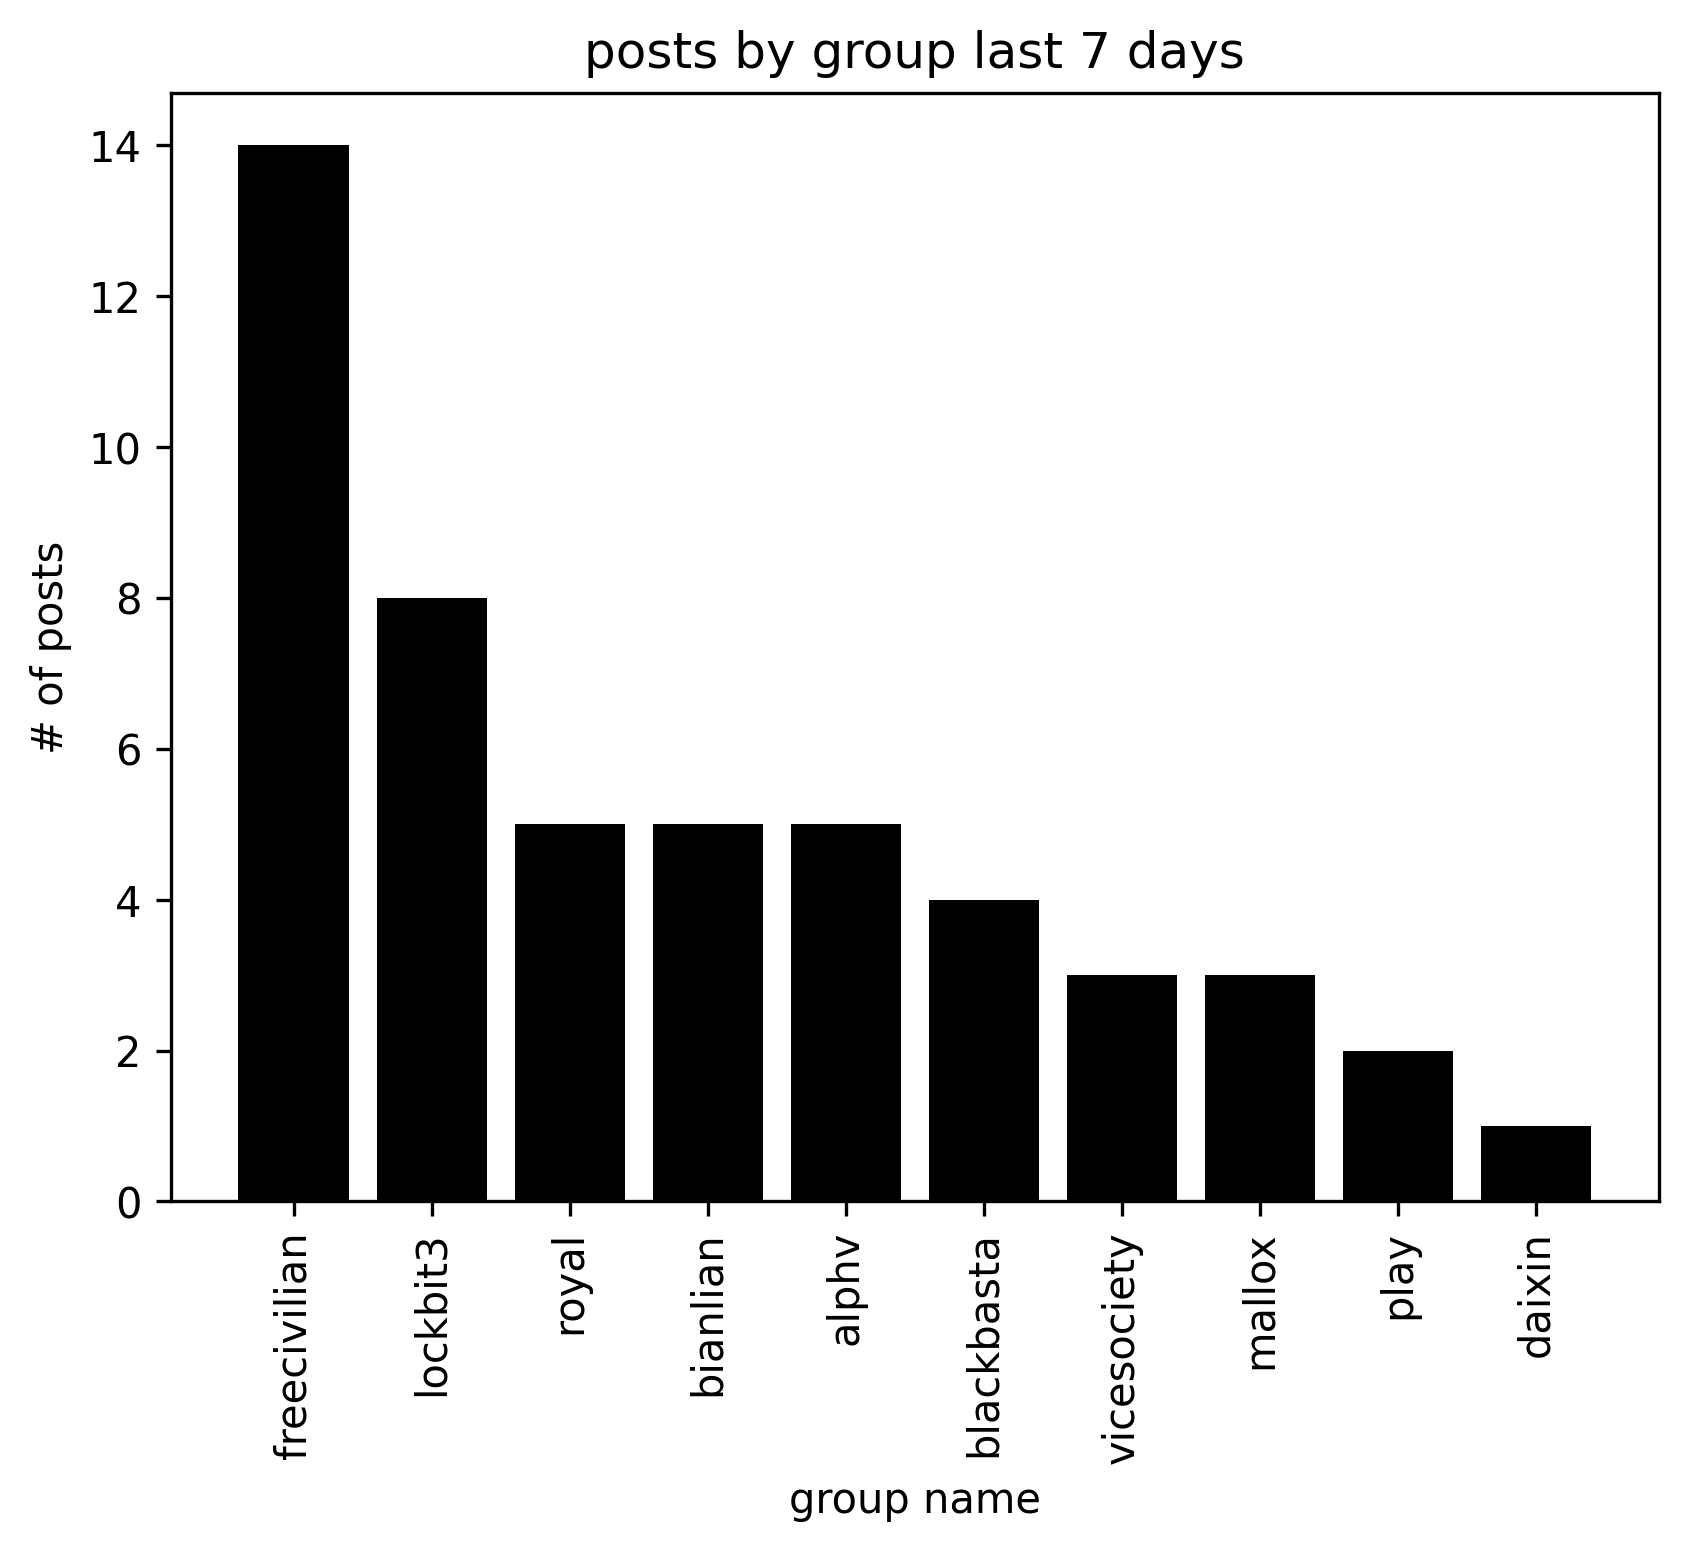 posts by group last 7 days
# of posts
14
12
10
8
6
4
2
0
freecivilian
lockbit3
royal
bianlian
alphv
blackbasta
vicesociety
mallox
play
daixin
group name